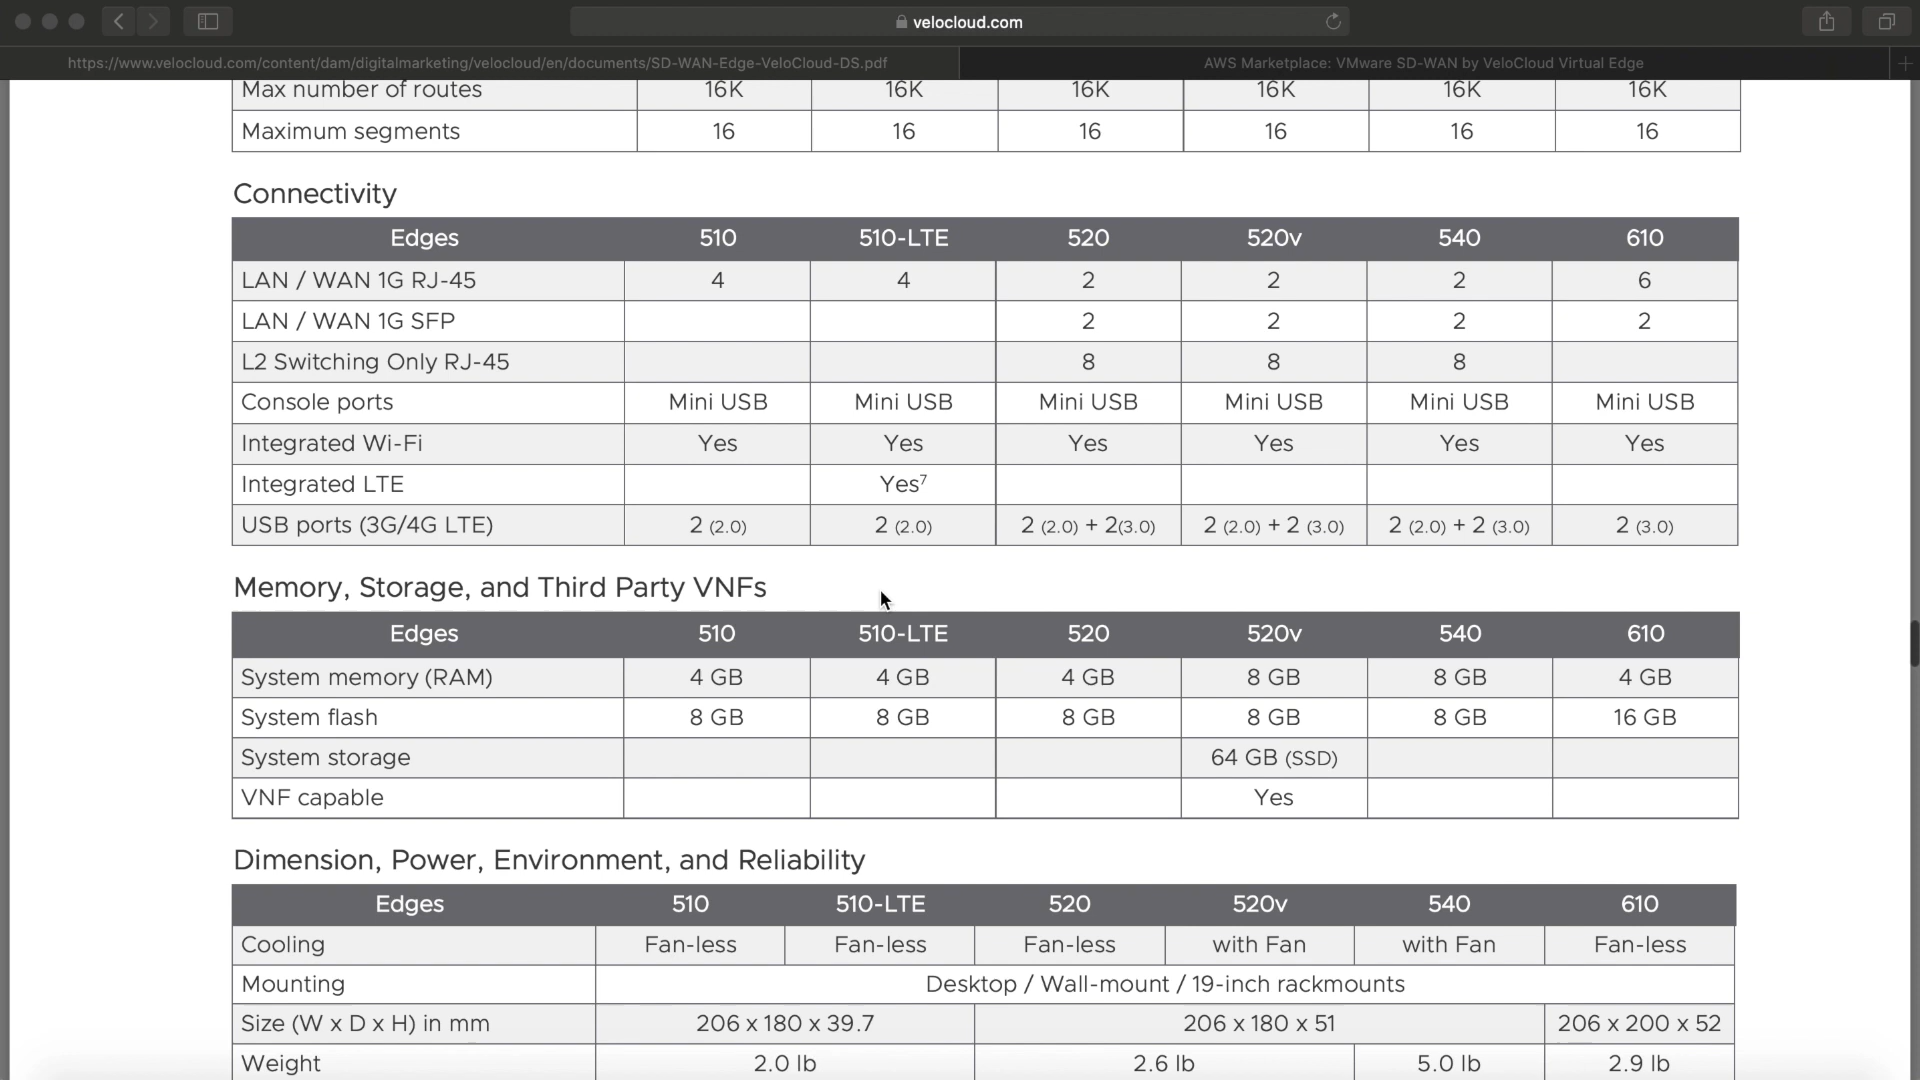 velocloud.com
https://www.velocloud.com/content/dam/digitalmarketing/velocloud/en/documents/SD-WAN-Edge-VeloCloud-DS.pdf AWS Marketplace: VMware SD-WAN by VeloCloud Virtual Edge
Max number of routes 16K 16K 16K 16K 16K 16K
Maximum segments 16 16 16 16 16 16
Connectivity
Edges 510 510-LTE 520 520v 540 610
LAN / WAN 1G RJ-45 4 4 2 2 2 6
LAN / WAN 1G SFP 2 2 2 2
L2 Switching Only RJ-45 8 8 8
Console ports Mini USB Mini USB Mini USB Mini USB Mini USB Mini USB
Integrated Wi-Fi Yes Yes Yes Yes Yes Yes
Integrated LTE Yes⁷
USB ports (3G/4G LTE) 2 (2.0) 2 (2.0) 2 (2.0) + 2(3.0) 2 (2.0) + 2 (3.0) 2 (2.0) + 2 (3.0) 2 (3.0)
Memory, Storage, and Third Party VNFs
Edges 510 510-LTE 520 520v 540 610
System memory (RAM) 4 GB 4 GB 4 GB 8 GB 8 GB 4 GB
System flash 8 GB 8 GB 8 GB 8 GB 8 GB 16 GB
System storage 64 GB (SSD)
VNF capable Yes
Dimension, Power, Environment, and Reliability
Edges 510 510-LTE 520 520v 540 610
Cooling Fan-less Fan-less Fan-less with Fan with Fan Fan-less
Mounting Desktop / Wall-mount / 19-inch rackmounts
Size (W x D x H) in mm 206 x 180 x 39.7 206 x 180 x 51 206 x 200 x 52
Weight 2.0 lb 2.6 lb 5.0 lb 2.9 lb